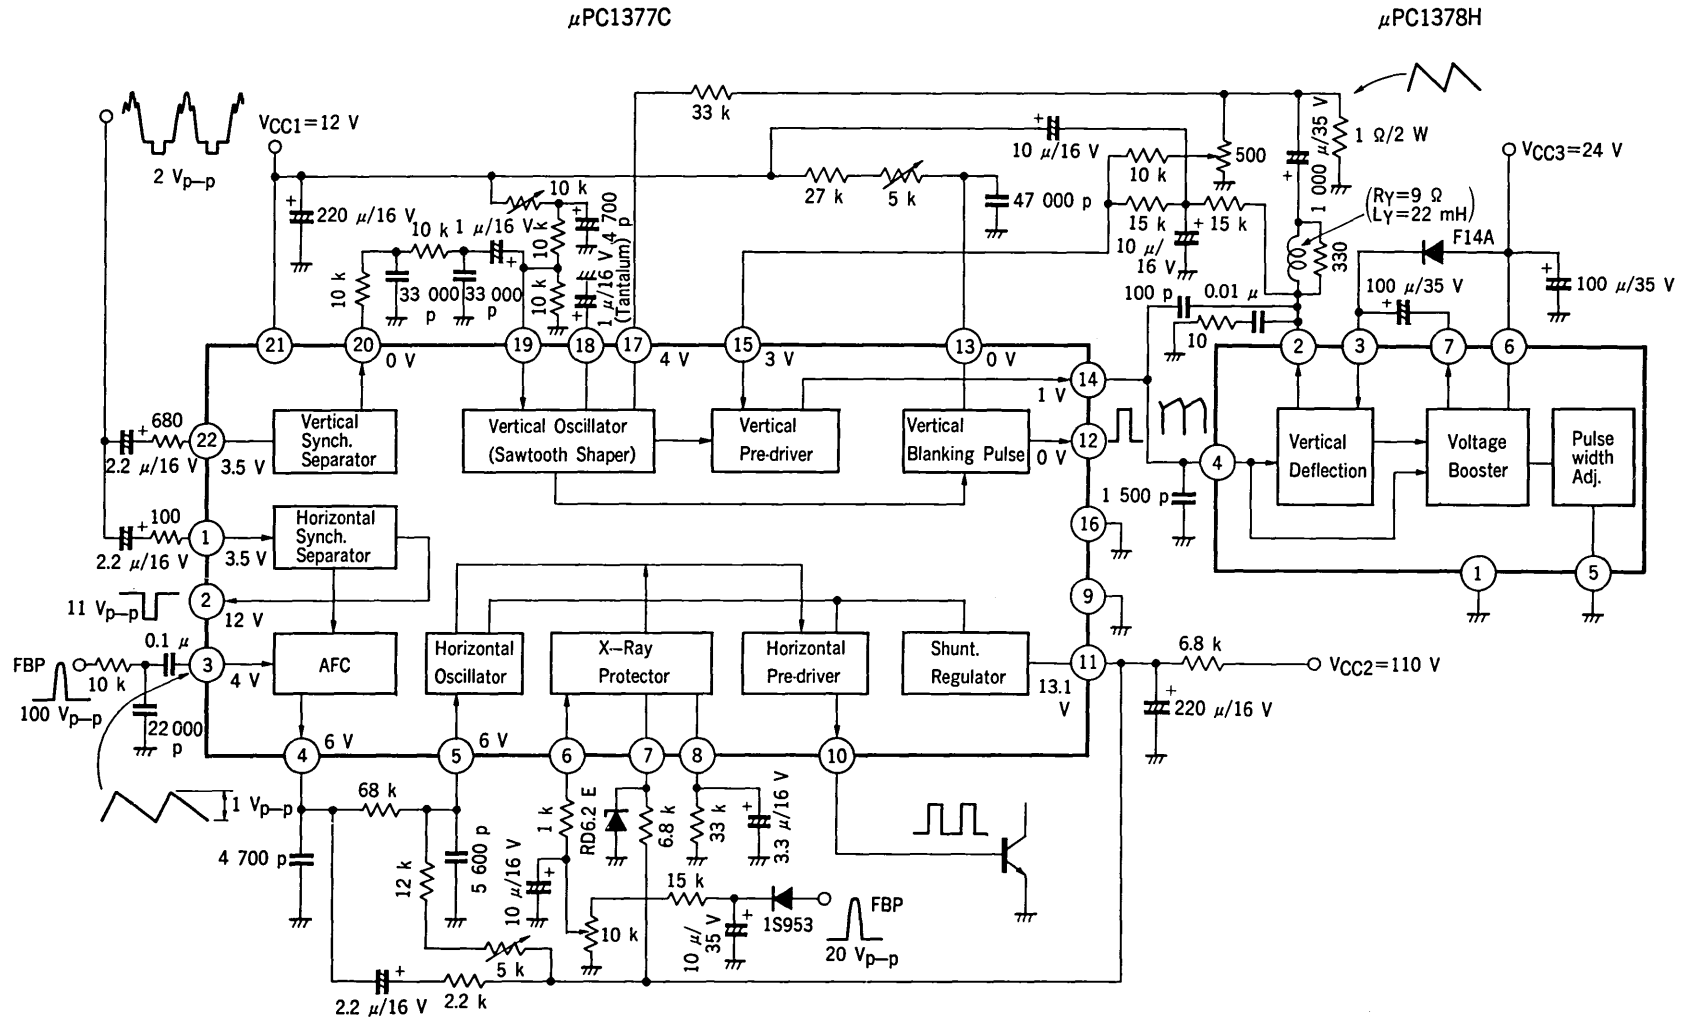 μPC1377C
μPC1378H
2 Vp-p
VCC1=12 V
33 k
10 μ/16 V
500
1 000 μ/35 V
1 Ω/2 W
VCC3=24 V
220 μ/16 V
10 k
27 k
5 k
47 000 p
10 k
15 k
15 k
10 μ/
16 V
(RY=9 Ω
LY=22 mH)
F14A
330
100 μ/35 V
100 μ/35 V
10 k
10 k
1 μ/16 V
10 k
4 700 p
33 000
p
33 000
p
10 k
1 μ/16 V
(Tantalum)
100 p
0.01 μ
10
21
20
0 V
19
18
17
4 V
15
3 V
13
0 V
2
3
7
6
14
1 V
12
0 V
680
2.2 μ/16 V
22
3.5 V
Vertical
Synch.
Separator
Vertical Oscillator
(Sawtooth Shaper)
Vertical
Pre-driver
Vertical
Blanking Pulse
4
Vertical
Deflection
Voltage
Booster
Pulse
width
Adj.
1 500 p
100
2.2 μ/16 V
1
3.5 V
Horizontal
Synch.
Separator
16
9
1
5
11 Vp-p
2
12 V
FBP
10 k
100 Vp-p
0.1 μ
22 000
p
3
4 V
AFC
Horizontal
Oscillator
X-Ray
Protector
Horizontal
Pre-driver
Shunt.
Regulator
11
13.1
V
6.8 k
VCC2=110 V
220 μ/16 V
4
6 V
5
6 V
6
7
8
10
1 Vp-p
4 700 p
68 k
12 k
5 600 p
1 k
RD6.2 E
6.8 k
33 k
3.3 μ/16 V
10 μ/16 V
15 k
10 k
10 μ/
35 V
1S953
FBP
20 Vp-p
5 k
2.2 μ/16 V
2.2 k